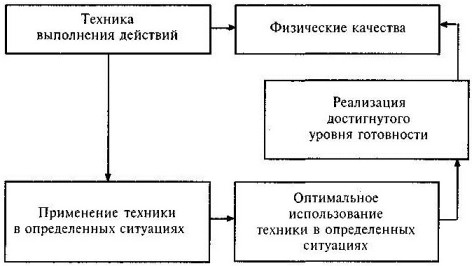 Техника
выполнения действий
Физические качества
Реализация
достигнутого
уровня готовности
Применение техники
в определенных ситуациях
Оптимальное
использование
техники в определенных
ситуациях